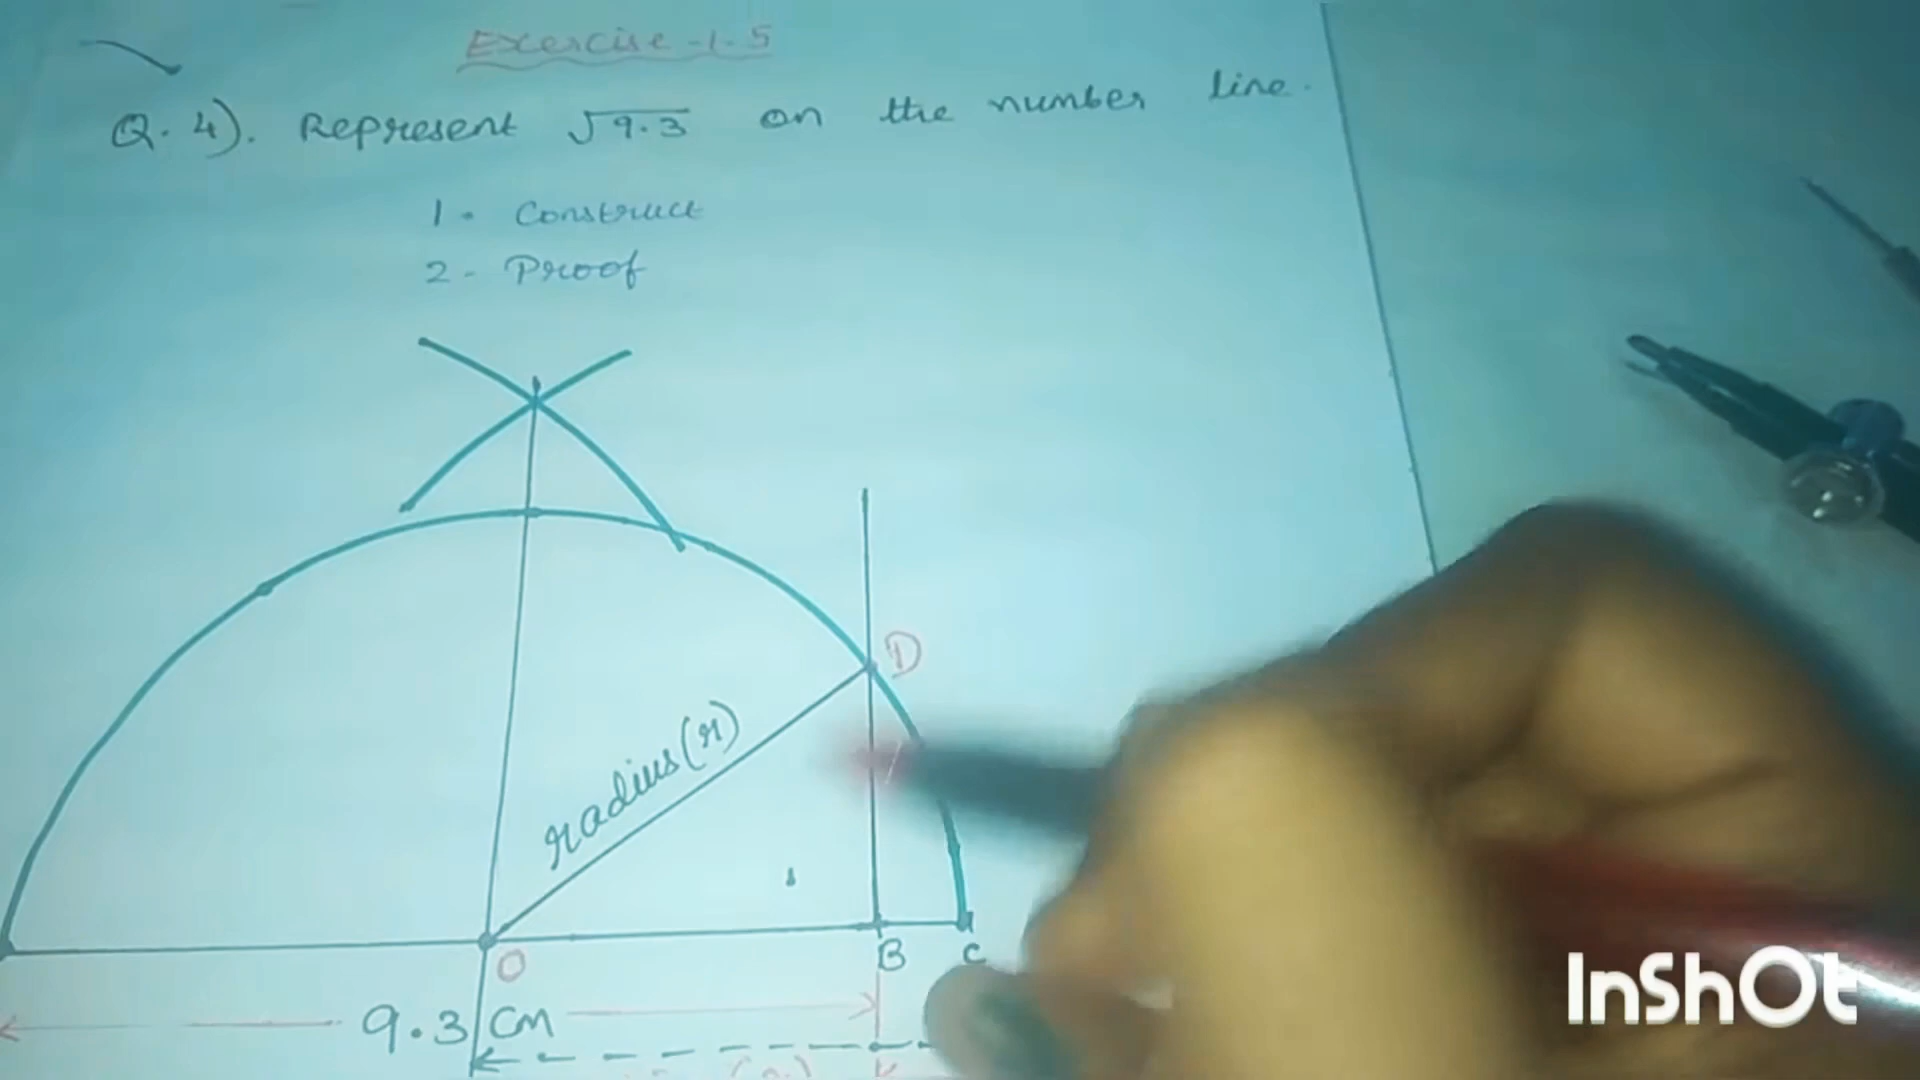 Exercise-1.5
Q. 4). Represent √9.3 on the number line.
1. Construct
2- Proof
D
radius(r)
O
B
C
9.3 cm
InShOt